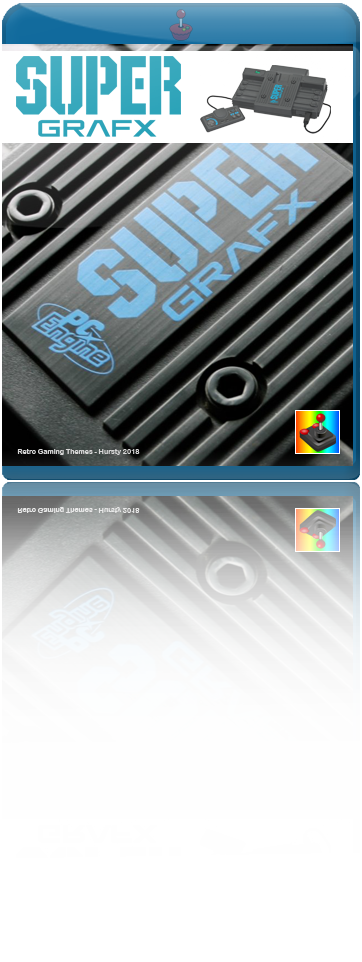 SUPER
GRAFX
SUPER
GRAFX
PC
Engine
Retro Gaming Themes - Hursty 2018
Retro Gaming Themes - Hursty 2018